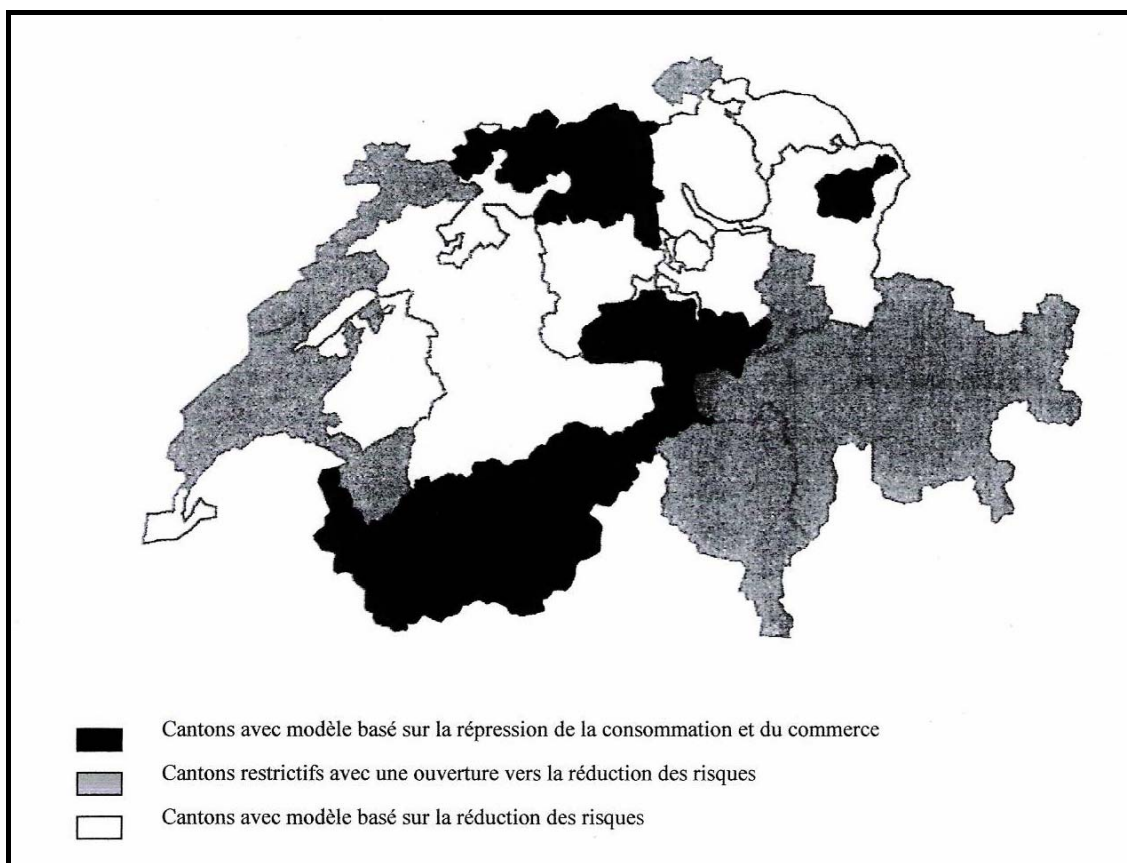 Cantons avec modèle basé sur la répression de la consommation et du commerce
Cantons restrictifs avec une ouverture vers la réduction des risques
Cantons avec modèle basé sur la réduction des risques